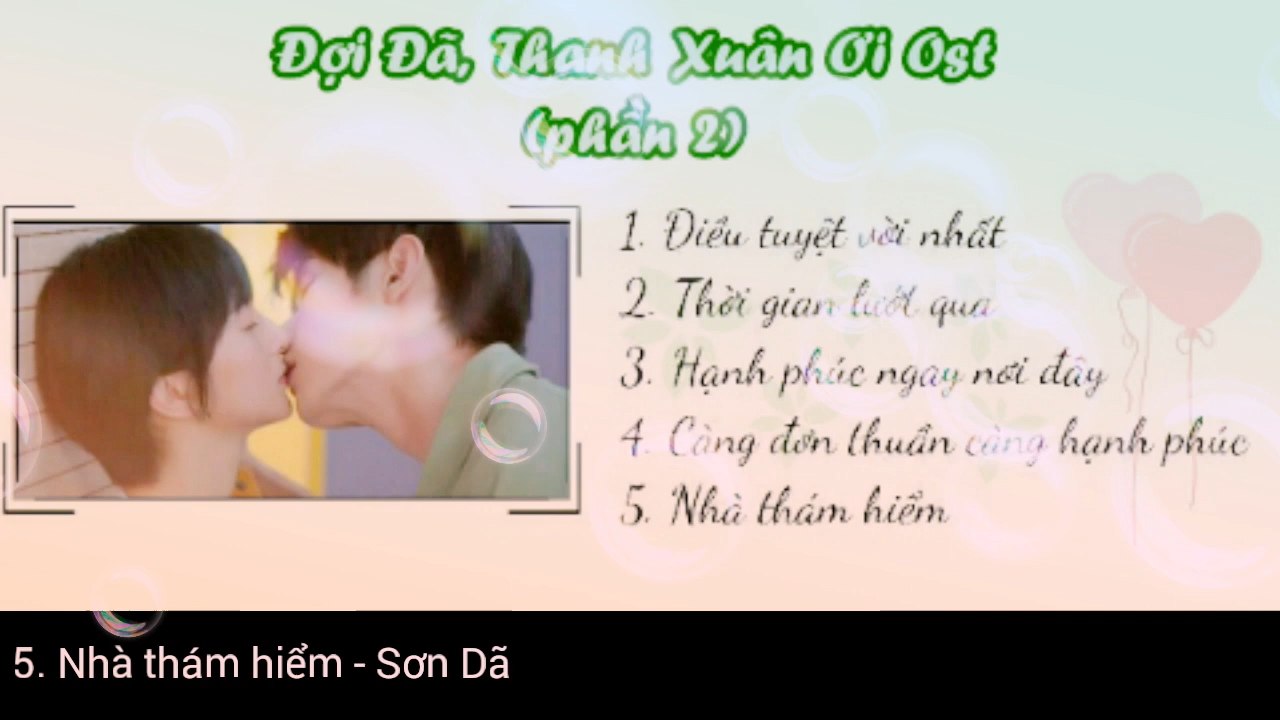 Đợi Đã, Thanh Xuân Ơi Ost
(phần 2)
1. Điều tuyệt vời nhất
2. Thời gian lướt qua
3. Hạnh phúc ngay nơi đây
4. Càng đơn thuần càng hạnh phúc
5. Nhà thám hiểm
5. Nhà thám hiểm - Sơn Dã